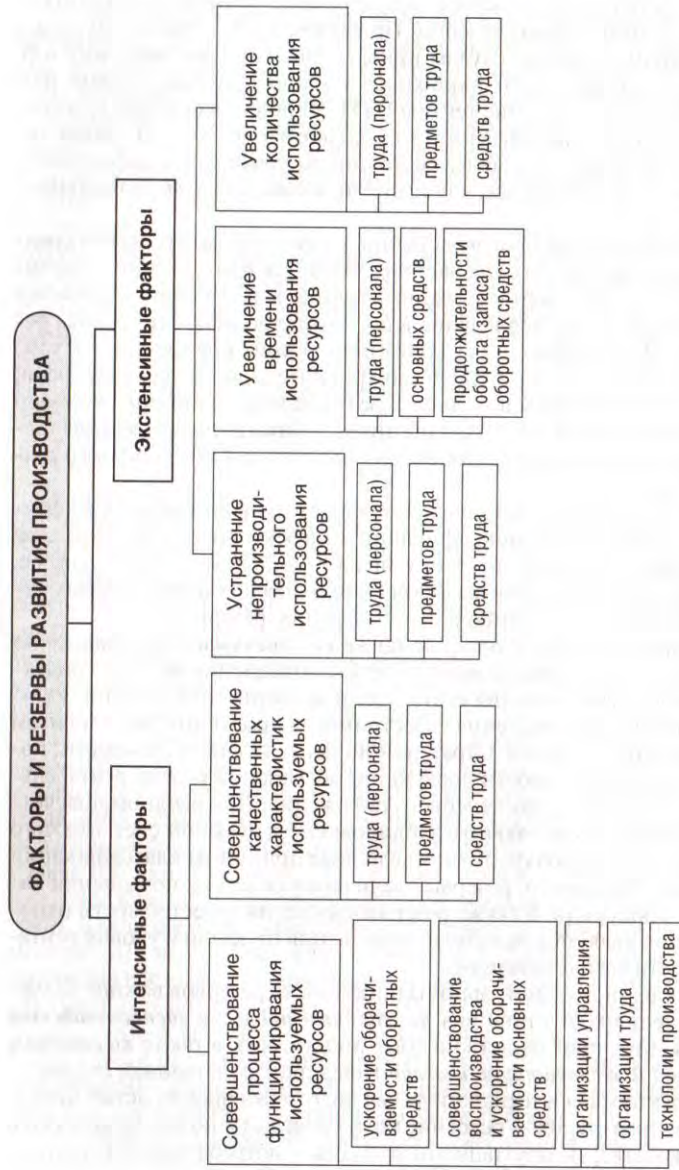 ФАКТОРЫ И РЕЗЕРВЫ РАЗВИТИЯ ПРОИЗВОДСТВА
Интенсивные факторы
Совершенствование
процесса
функционирования
используемых
ресурсов
ускорение оборачи-
ваемости оборотных
средств
совершенствование
воспроизводства
и ускорение оборачи-
ваемости основных
средств
организации управления
организации труда
технологии производства
Совершенствование
качественных
характеристик
используемых
ресурсов
труда (персонала)
предметов труда
средств труда
Устранение
непроизводи-
тельного
использования
ресурсов
труда (персонала)
предметов труда
средств труда
Экстенсивные факторы
Увеличение
времени
использования
ресурсов
труда (персонала)
основных средств
продолжительности
оборота (запаса)
оборотных средств
Увеличение
количества
использования
ресурсов
труда (персонала)
предметов труда
средств труда